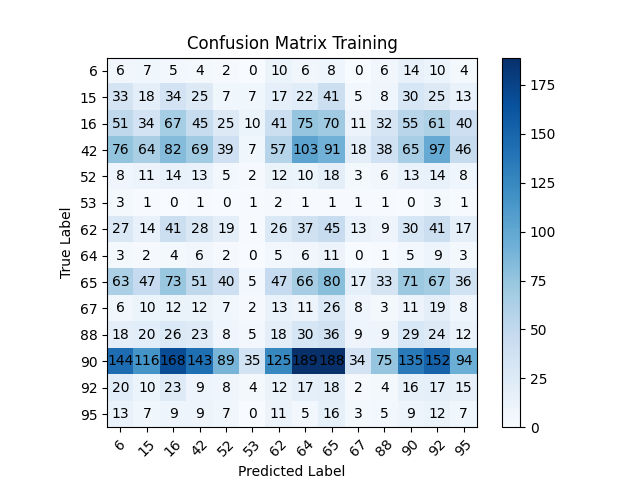 Confusion Matrix Training
6 6 7 5 4 2 0 10 6 8 0 6 14 10 4
15 33 18 34 25 7 7 17 22 41 5 8 30 25 13
16 51 34 67 45 25 10 41 75 70 11 32 55 61 40
42 76 64 82 69 39 7 57 103 91 18 38 65 97 46
52 8 11 14 13 5 2 12 10 18 3 6 13 14 8
53 3 1 0 1 0 1 2 1 1 1 1 0 3 1
62 27 14 41 28 19 1 26 37 45 13 9 30 41 17
64 3 2 4 6 2 0 5 6 11 0 1 5 9 3
65 63 47 73 51 40 5 47 66 80 17 33 71 67 36
67 6 10 12 12 7 2 13 11 26 8 3 11 19 8
88 18 20 26 23 8 5 18 30 36 9 9 29 24 12
90 144 116 168 143 89 35 125 189 188 34 75 135 152 94
92 20 10 23 9 8 4 12 17 18 2 4 16 17 15
95 13 7 9 9 7 0 11 5 16 3 5 9 12 7
6 15 16 42 52 53 62 64 65 67 88 90 92 95
Predicted Label
True Label
175
150
125
100
75
50
25
0